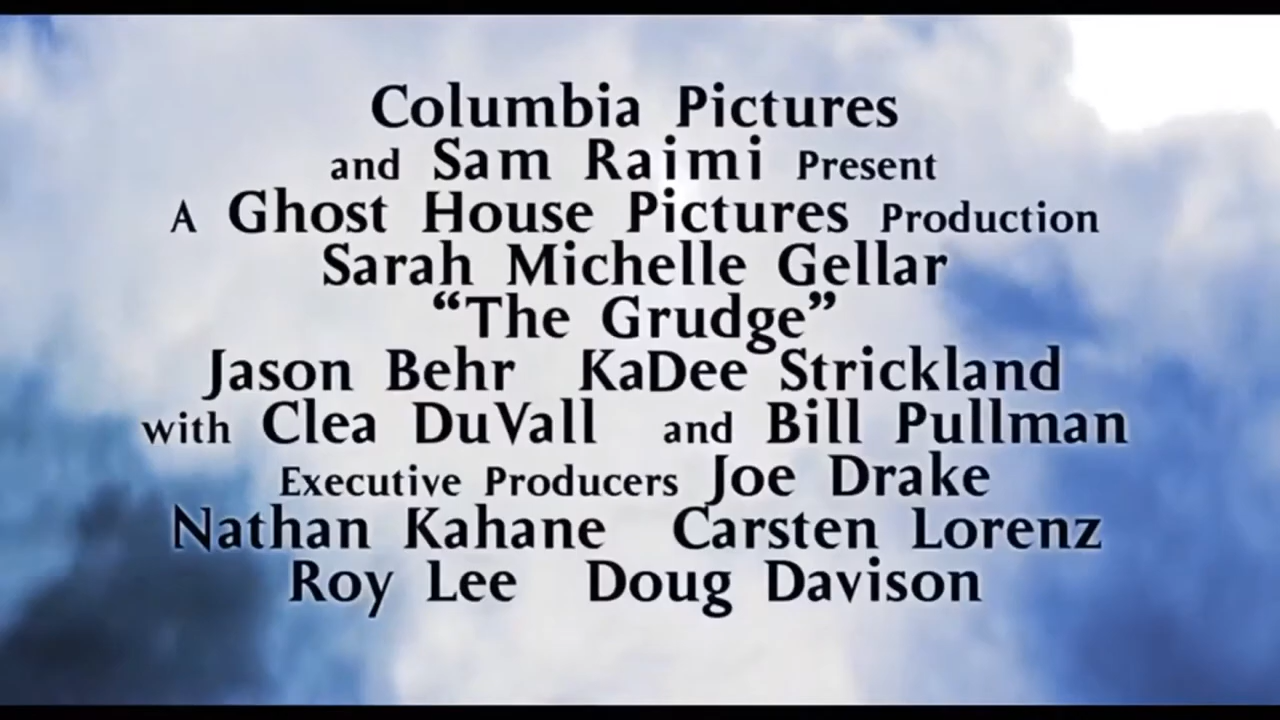 Columbia Pictures
and Sam Raimi Present
A Ghost House Pictures Production
Sarah Michelle Gellar
“The Grudge”
Jason Behr KaDee Strickland
with Clea DuVall and Bill Pullman
Executive Producers Joe Drake
Nathan Kahane Carsten Lorenz
Roy Lee Doug Davison